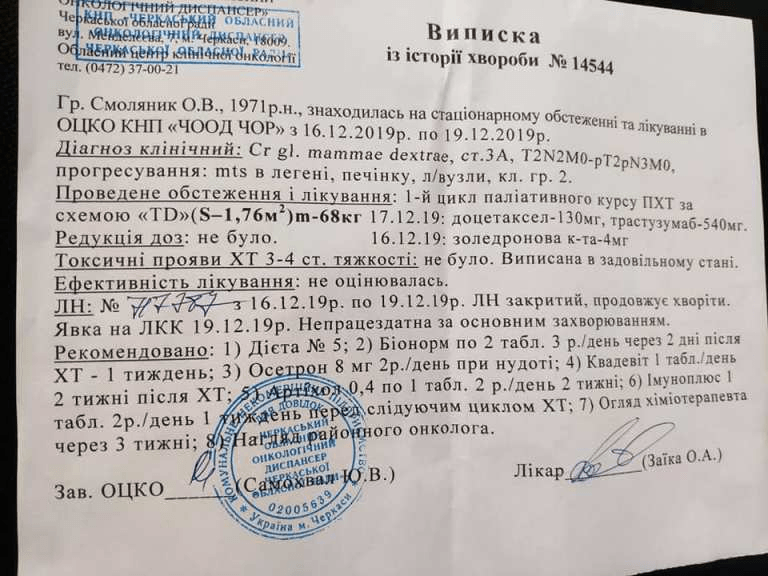 ОНКОЛОГІЧНИЙ ДИСПАНСЕР»
Черкаської обласної ради
вул. Менделєєва, 7, м. Черкаси, 18009.
Обласний центр клінічної онкології
тел. (0472) 37-00-21
КНП «ЧЕРКАСЬКИЙ ОБЛАСНИЙ
ОНКОЛОГІЧНИЙ ДИСПАНСЕР
ЧЕРКАСЬКОЇ ОБЛАСНОЇ РАДИ»
Виписка
із історії хвороби № 14544
Гр. Смоляник О.В., 1971р.н., знаходилась на стаціонарному обстеженні та лікуванні в
ОЦКО КНП «ЧООД ЧОР» з 16.12.2019р. по 19.12.2019р.
Діагноз клінічний: Cr gl. mammae dextrae, ст.3А, T2N2M0-pT2pN3M0,
прогресування: mts в легені, печінку, л/вузли, кл. гр. 2.
Проведене обстеження і лікування: 1-й цикл паліативного курсу ПХТ за
схемою «TD»(S–1,76м²)m-68кг 17.12.19: доцетаксел-130мг, трастузумаб-540мг.
Редукція доз: не було. 16.12.19: золедронова к-та-4мг
Токсичні прояви ХТ 3-4 ст. тяжкості: не було. Виписана в задовільному стані.
Ефективність лікування: не оцінювалась.
ЛН: № з 16.12.19р. по 19.12.19р. ЛН закритий, продовжує хворіти.
Явка на ЛКК 19.12.19р. Непрацездатна за основним захворюванням.
Рекомендовано: 1) Дієта № 5; 2) Біонорм по 2 табл. 3 р./день через 2 дні після
ХТ - 1 тиждень; 3) Осетрон 8 мг 2р./день при нудоті; 4) Квадевіт 1 табл./день
2 тижні після ХТ; 5) Артіхол 0,4 по 1 табл. 2 р./день 2 тижні; 6) Імуноплюс 1
табл. 2р./день 1 тиждень перед слідуючим циклом ХТ; 7) Огляд хіміотерапевта
через 3 тижні; 8) Нагляд районного онколога.
Зав. ОЦКО (Самохвал Ю.В.)
Лікар (Заїка О.А.)
ДЛЯ ДОВІДОК
ЧЕРКАСЬКИЙ
ОБЛАСНИЙ
ОНКОЛОГІЧНИЙ
ДИСПАНСЕР
ЧЕРКАСЬКОЇ
ОБЛАСНОЇ РАДИ
02005639
* Україна м. Черкаси *